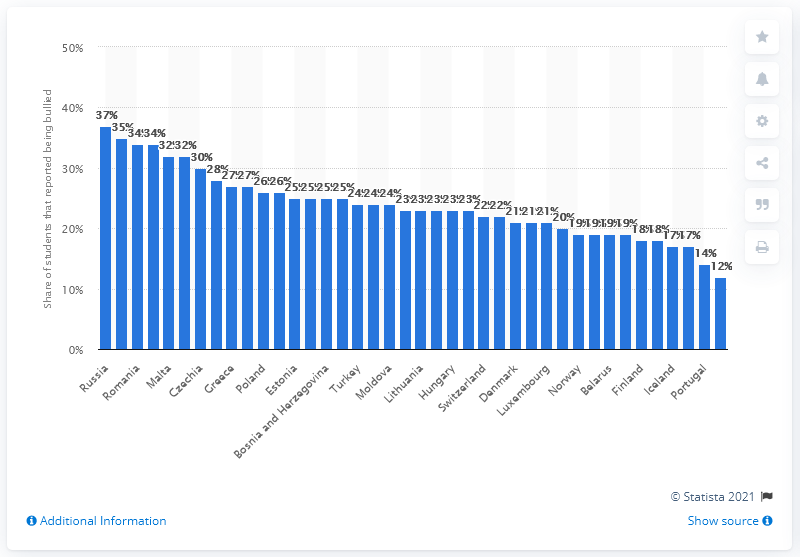 50%
40%
30%
20%
10%
0%
Share of students that reported being bullied
37% 35% 34% 34% 32% 32% 30% 28% 27% 27% 26% 26% 25% 25% 25% 25% 24% 24% 24% 23% 23% 23% 23% 23% 22% 22% 21% 21% 21% 20% 19% 19% 19% 19% 18% 18% 17% 17% 14% 12%
Russia
Romania
Malta
Czechia
Greece
Poland
Estonia
Bosnia and Herzegovina
Turkey
Moldova
Lithuania
Hungary
Switzerland
Denmark
Luxembourg
Norway
Belarus
Finland
Iceland
Portugal
© Statista 2021
Additional Information
Show source